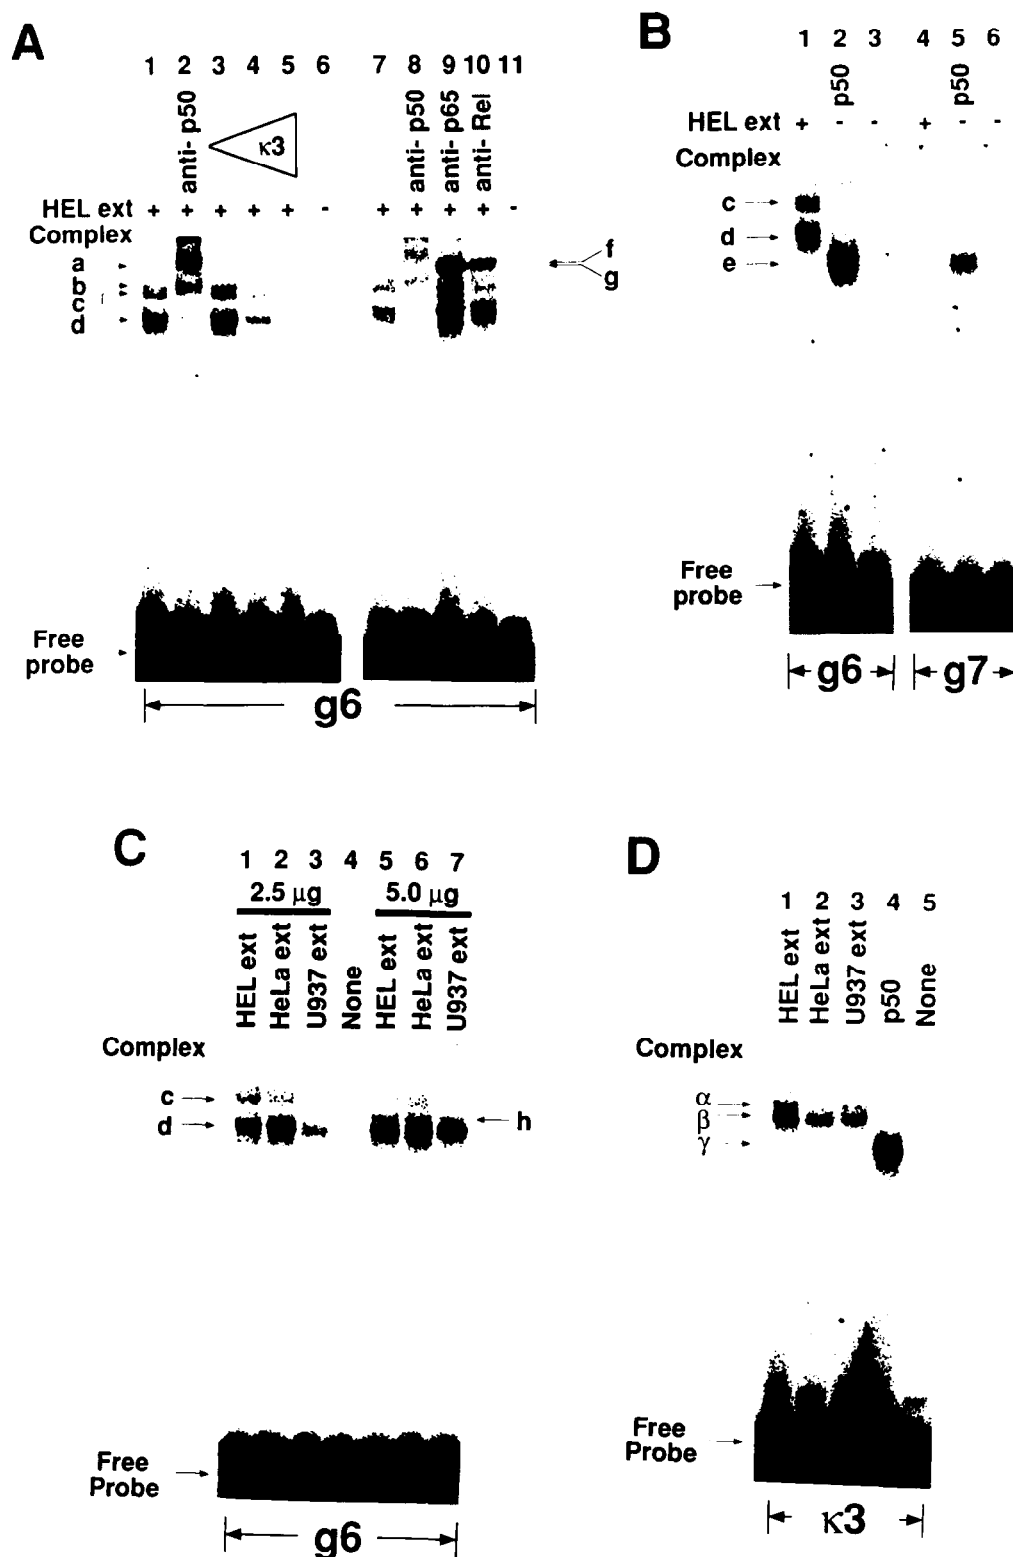 A
1 2 3 4 5 6 7 8 9 10 11
anti- p50
κ3
anti- p50
anti- p65
anti- Rel
HEL ext + + + + + - + + + + -
Complex
a
b
c
d
f
g
Free
probe
g6
B
1 2 3 4 5 6
p50
p50
HEL ext + - - + - -
Complex
c
d
e
Free
probe
g6 g7
C
1 2 3 4 5 6 7
2.5 µg 5.0 µg
HEL ext
HeLa ext
U937 ext
None
HEL ext
HeLa ext
U937 ext
Complex
c
d
h
Free
Probe
g6
D
1 2 3 4 5
HEL ext
HeLa ext
U937 ext
p50
None
Complex
α
β
γ
Free
Probe
κ3